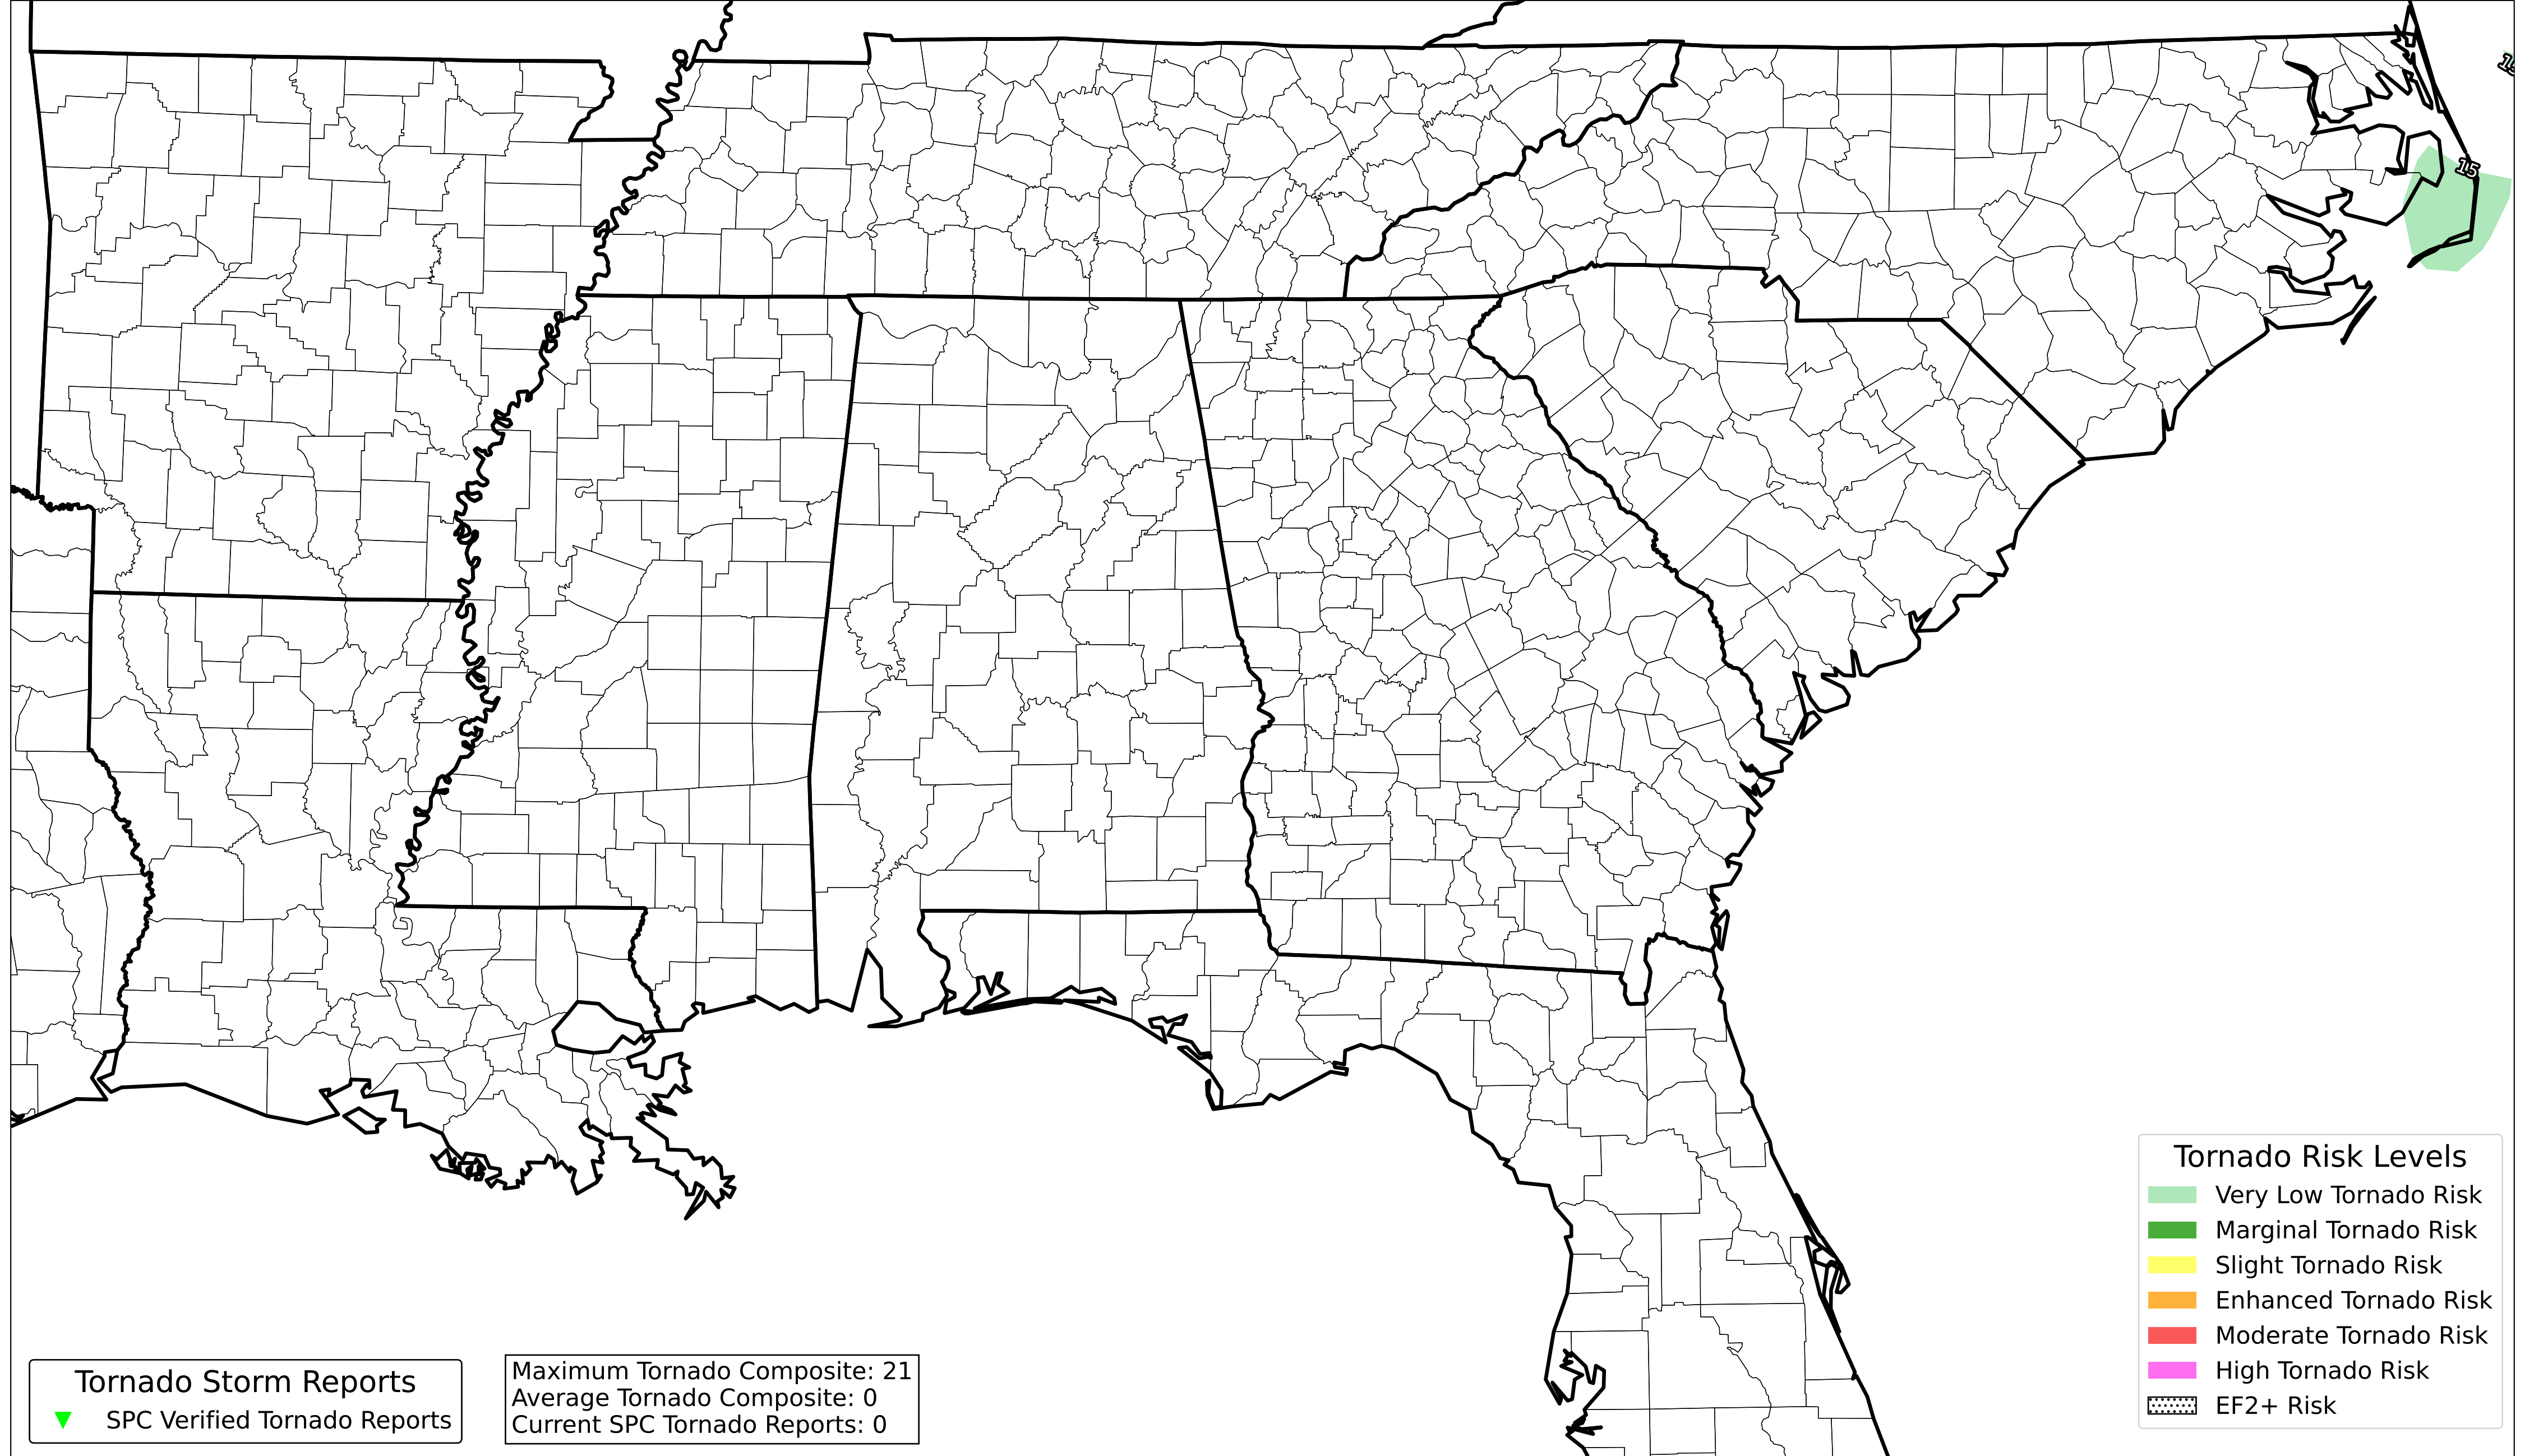 15
Tornado Risk Levels
Very Low Tornado Risk
Marginal Tornado Risk
Slight Tornado Risk
Enhanced Tornado Risk
Moderate Tornado Risk
High Tornado Risk
EF2+ Risk
Tornado Storm Reports
SPC Verified Tornado Reports
Maximum Tornado Composite: 21
Average Tornado Composite: 0
Current SPC Tornado Reports: 0